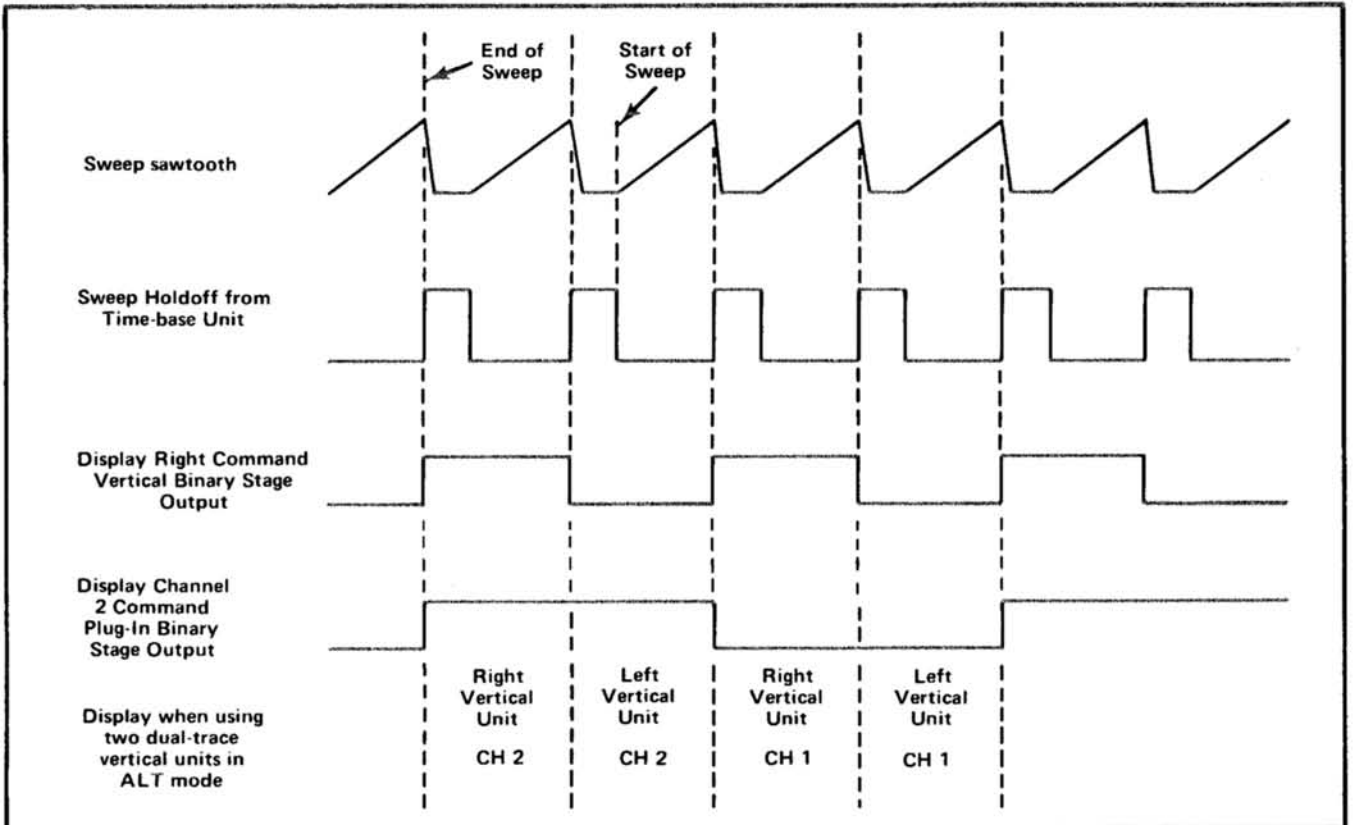 End of
Sweep
Start of
Sweep
Sweep sawtooth
Sweep Holdoff from
Time-base Unit
Display Right Command
Vertical Binary Stage
Output
Display Channel
2 Command
Plug-In Binary
Stage Output
Display when using
two dual-trace
vertical units in
ALT mode
Right
Vertical
Unit
CH 2
Left
Vertical
Unit
CH 2
Right
Vertical
Unit
CH 1
Left
Vertical
Unit
CH 1